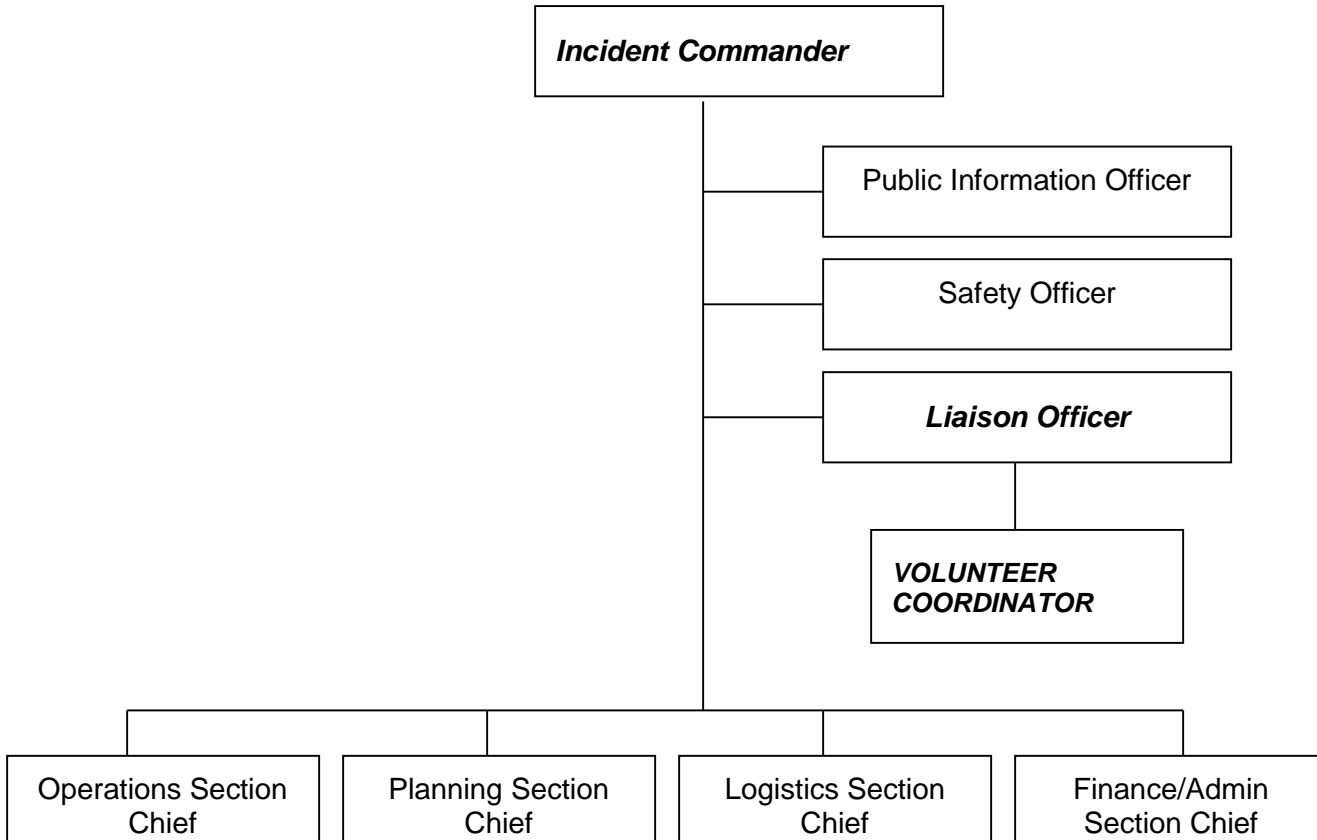 Incident Commander
Public Information Officer
Safety Officer
Liaison Officer
VOLUNTEER
COORDINATOR
Operations Section
Chief
Planning Section
Chief
Logistics Section
Chief
Finance/Admin
Section Chief